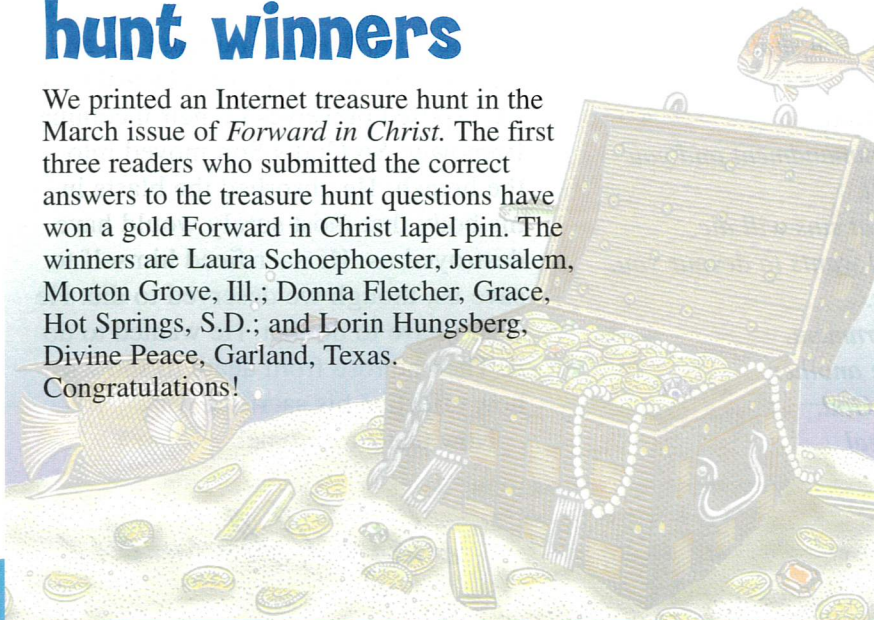 hunt winners
We printed an Internet treasure hunt in the
March issue of Forward in Christ. The first
three readers who submitted the correct
answers to the treasure hunt questions have
won a gold Forward in Christ lapel pin. The
winners are Laura Schoephoester, Jerusalem,
Morton Grove, Ill.; Donna Fletcher, Grace,
Hot Springs, S.D.; and Lorin Hungsberg,
Divine Peace, Garland, Texas.
Congratulations!